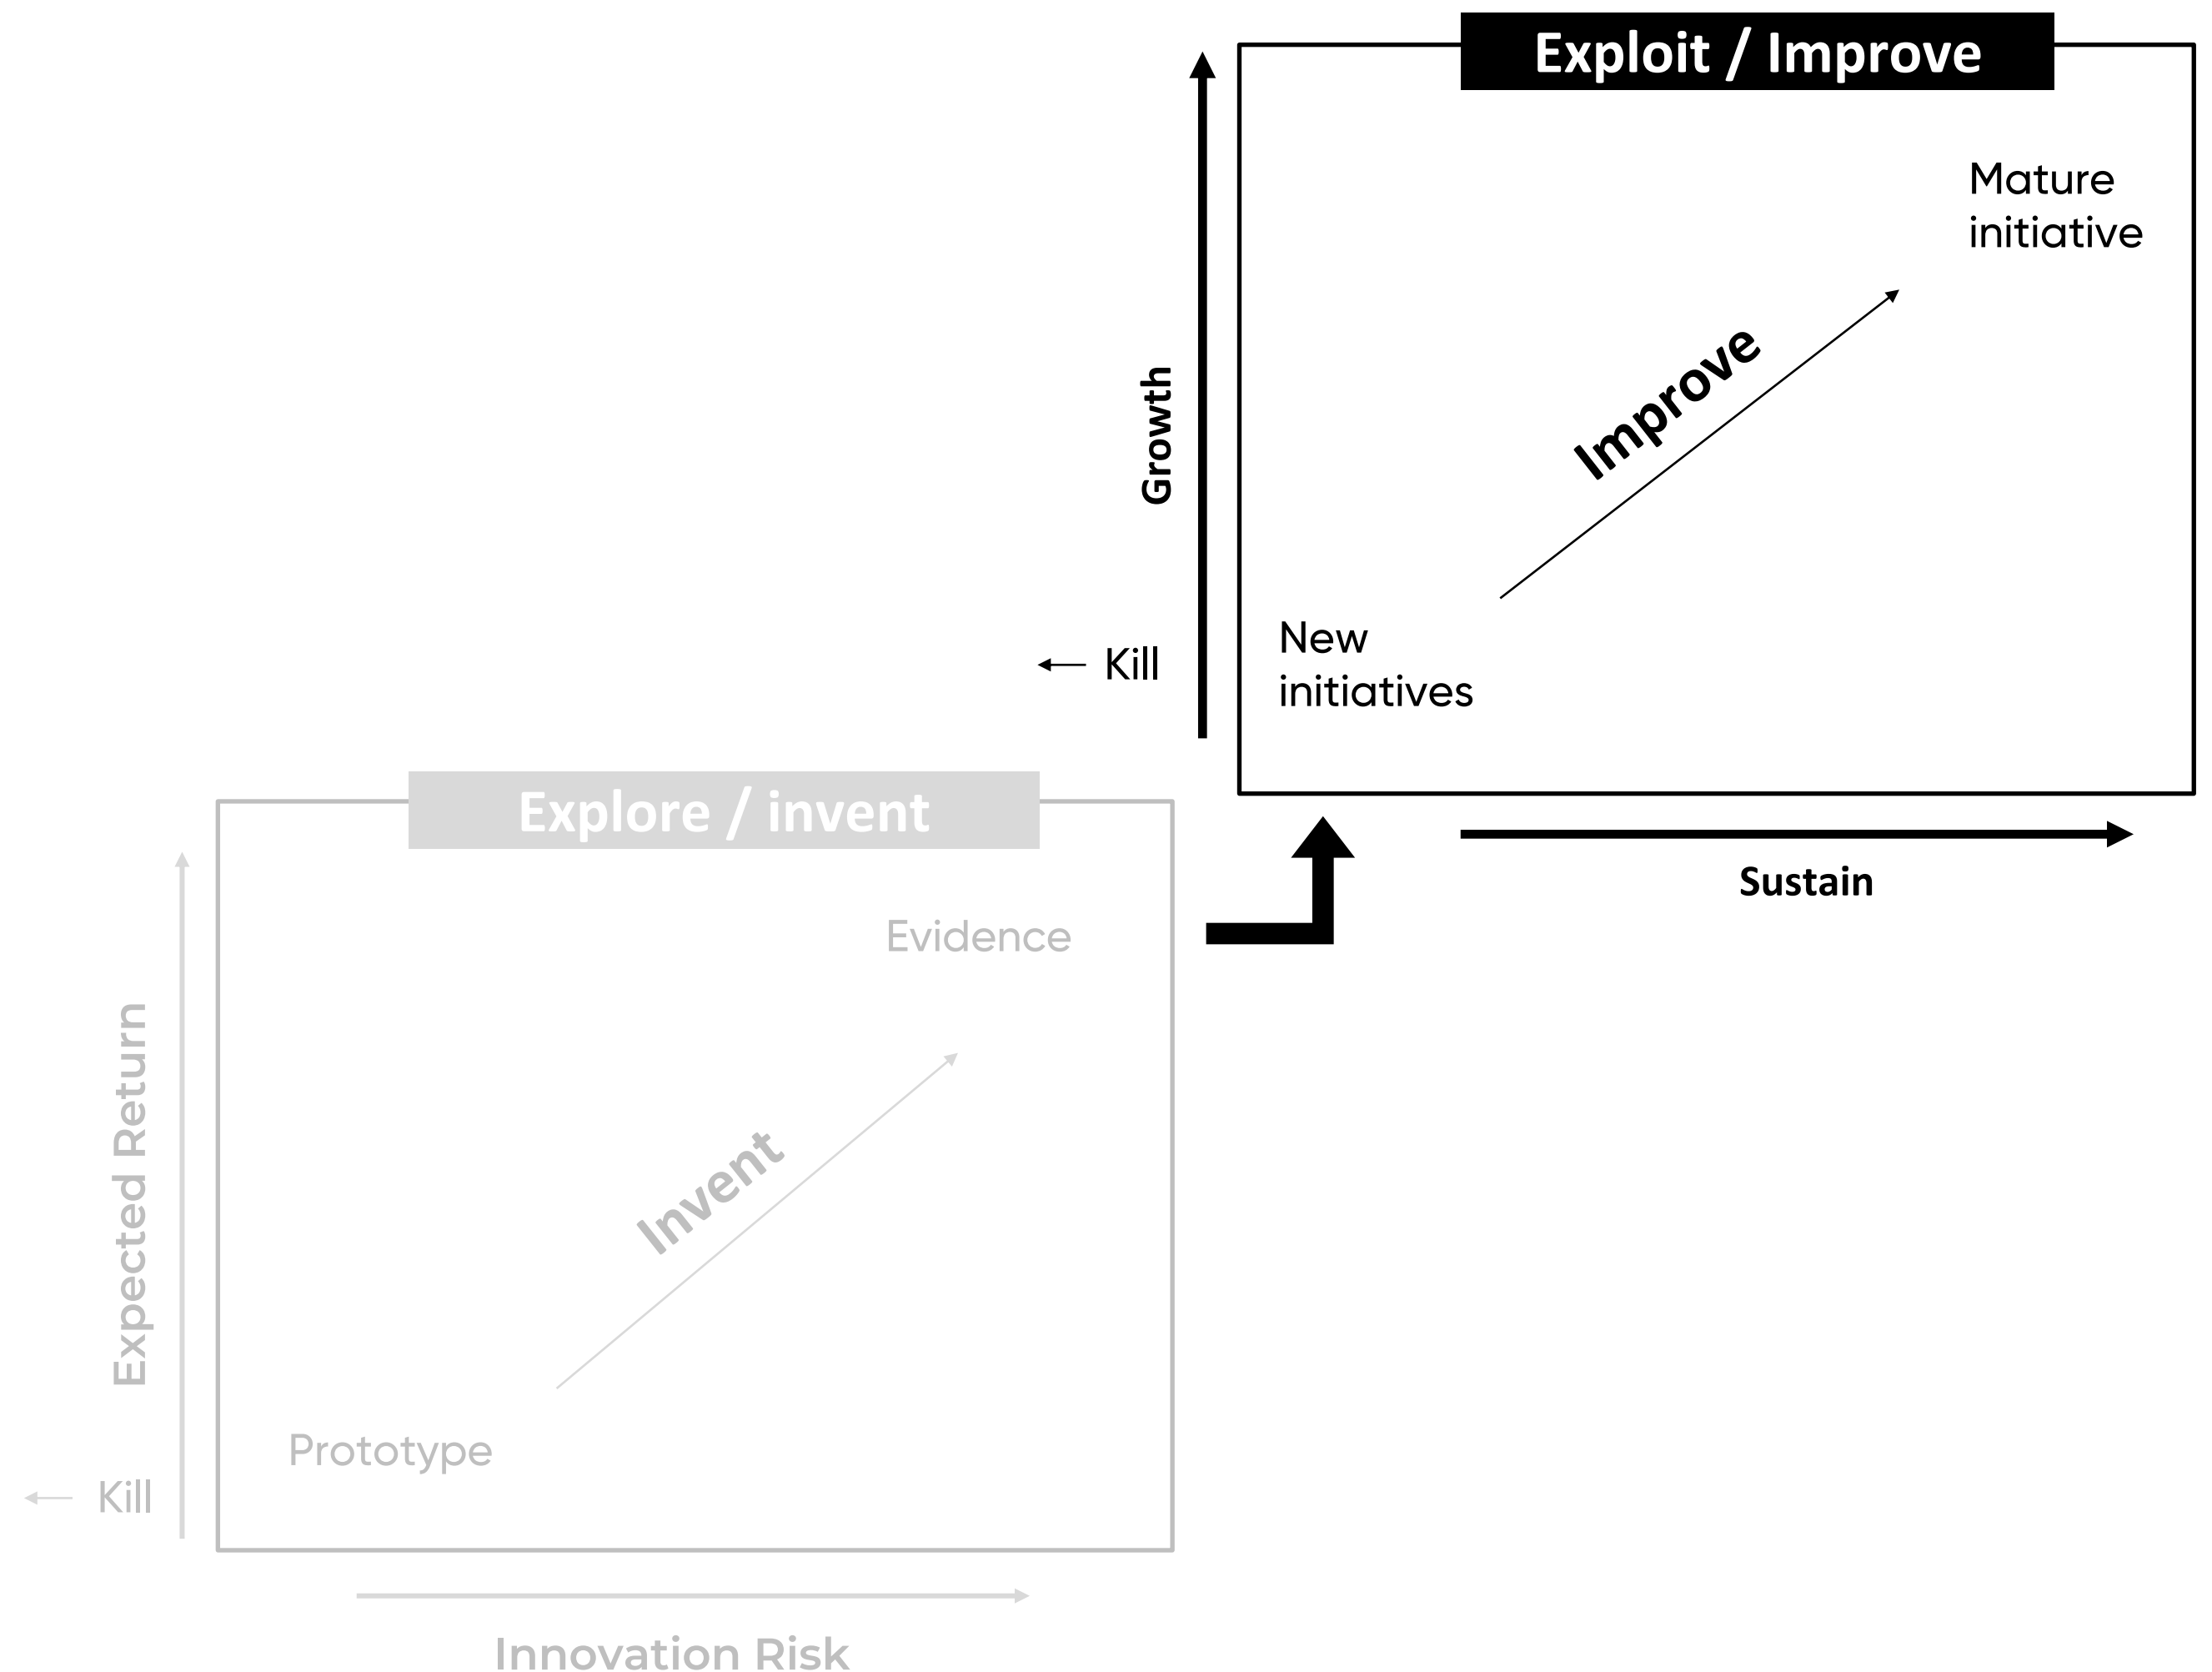 Exploit / Improve
Mature
initiative
Improve
Growth
New
initiatives
Kill
Sustain
Explore / invent
Evidence
Invent
Expected Return
Prototype
Kill
Innovation Risk